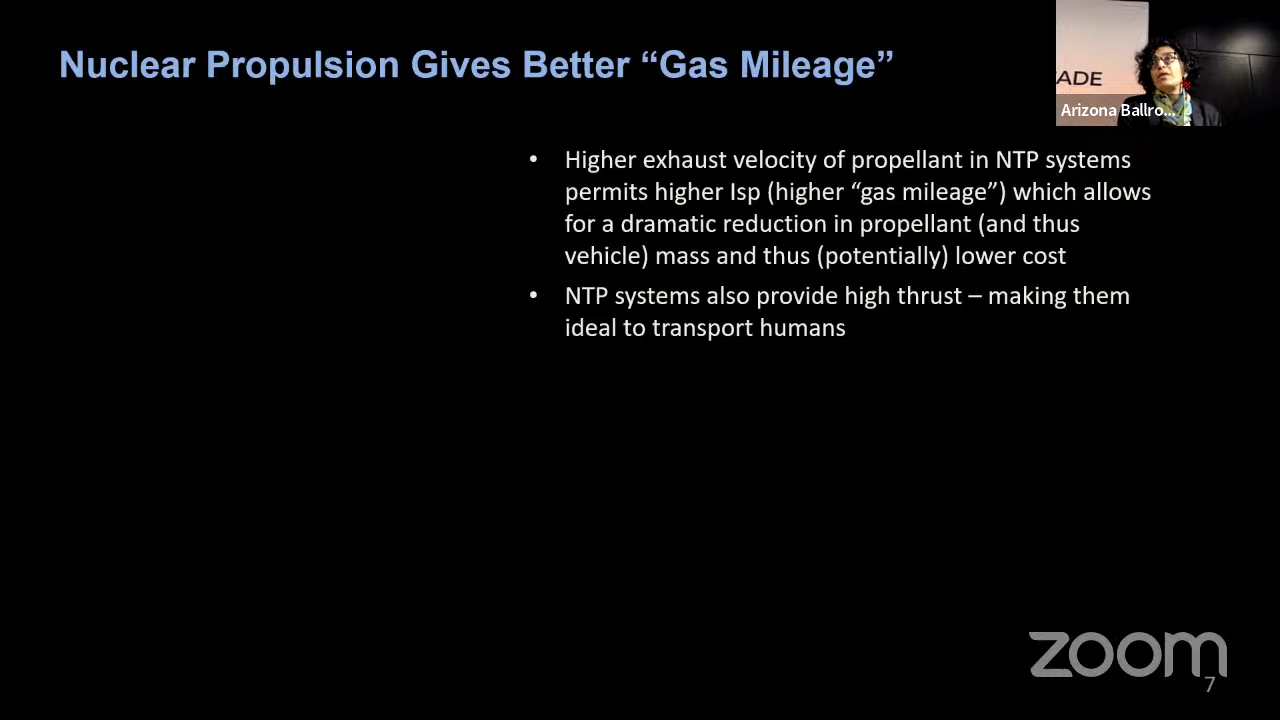 Nuclear Propulsion Gives Better “Gas Mileage”
ADE
Arizona Ballro...
• Higher exhaust velocity of propellant in NTP systems
permits higher Isp (higher “gas mileage”) which allows
for a dramatic reduction in propellant (and thus
vehicle) mass and thus (potentially) lower cost
• NTP systems also provide high thrust – making them
ideal to transport humans
zoom
7